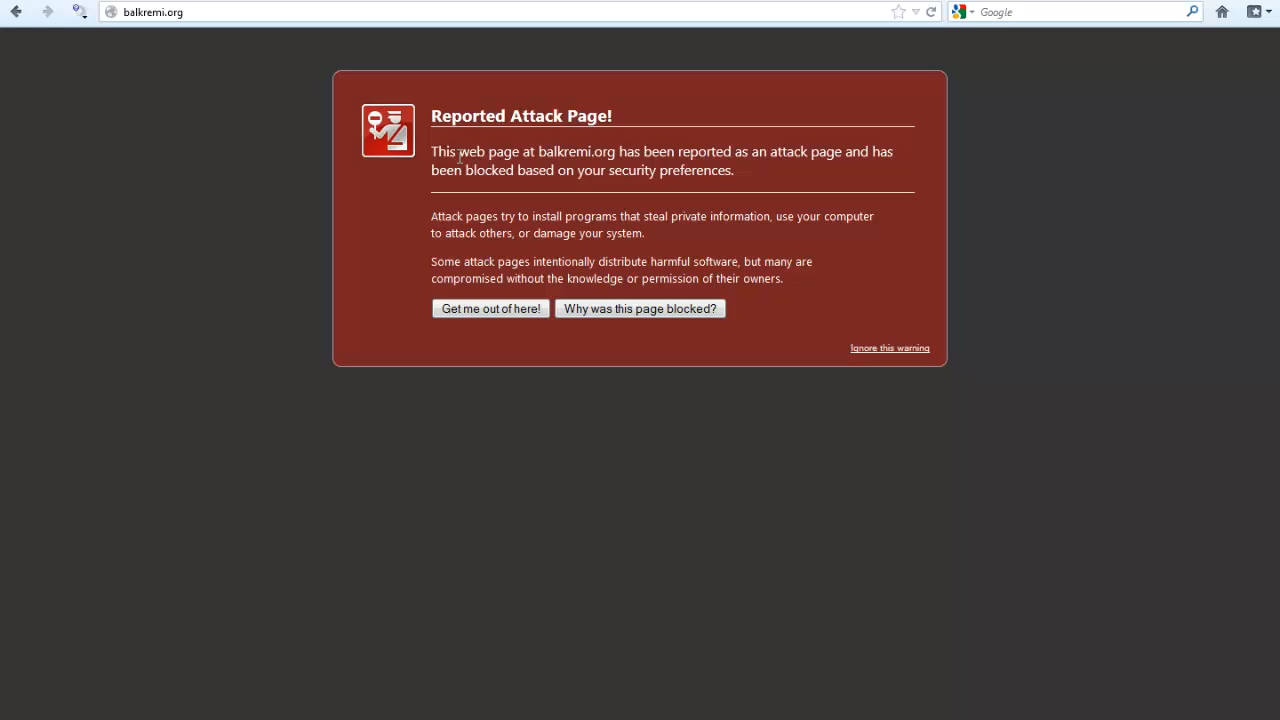 balkremi.org
Google
Reported Attack Page!
This web page at balkremi.org has been reported as an attack page and has
been blocked based on your security preferences.
Attack pages try to install programs that steal private information, use your computer
to attack others, or damage your system.
Some attack pages intentionally distribute harmful software, but many are
compromised without the knowledge or permission of their owners.
Get me out of here! Why was this page blocked?
Ignore this warning